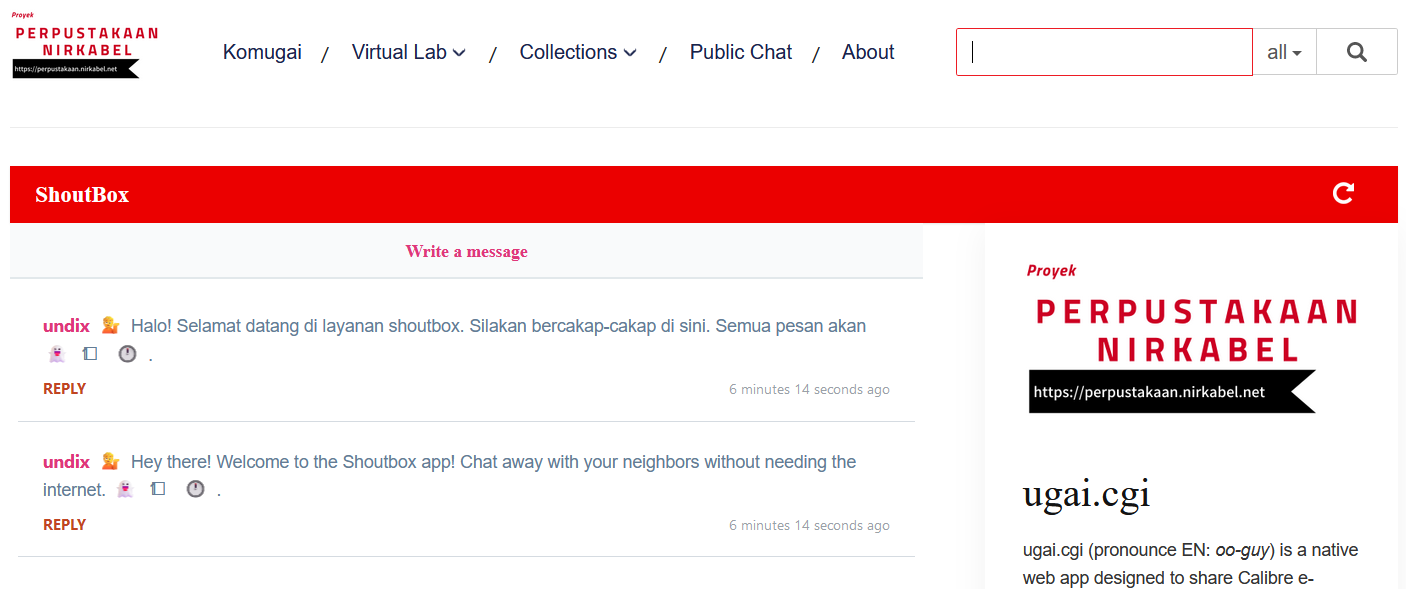 Proyek
PERPUSTAKAAN
NIRKABEL
https://perpustakaan.nirkabel.net
Komugai / Virtual Lab / Collections / Public Chat / About
all
ShoutBox
Write a message
undix Halo! Selamat datang di layanan shoutbox. Silakan bercakap-cakap di sini. Semua pesan akan
.
REPLY 6 minutes 14 seconds ago
undix Hey there! Welcome to the Shoutbox app! Chat away with your neighbors without needing the
internet. .
REPLY 6 minutes 14 seconds ago
Proyek
PERPUSTAKAAN
NIRKABEL
https://perpustakaan.nirkabel.net
ugai.cgi
ugai.cgi (pronounce EN: oo-guy) is a native
web app designed to share Calibre e-